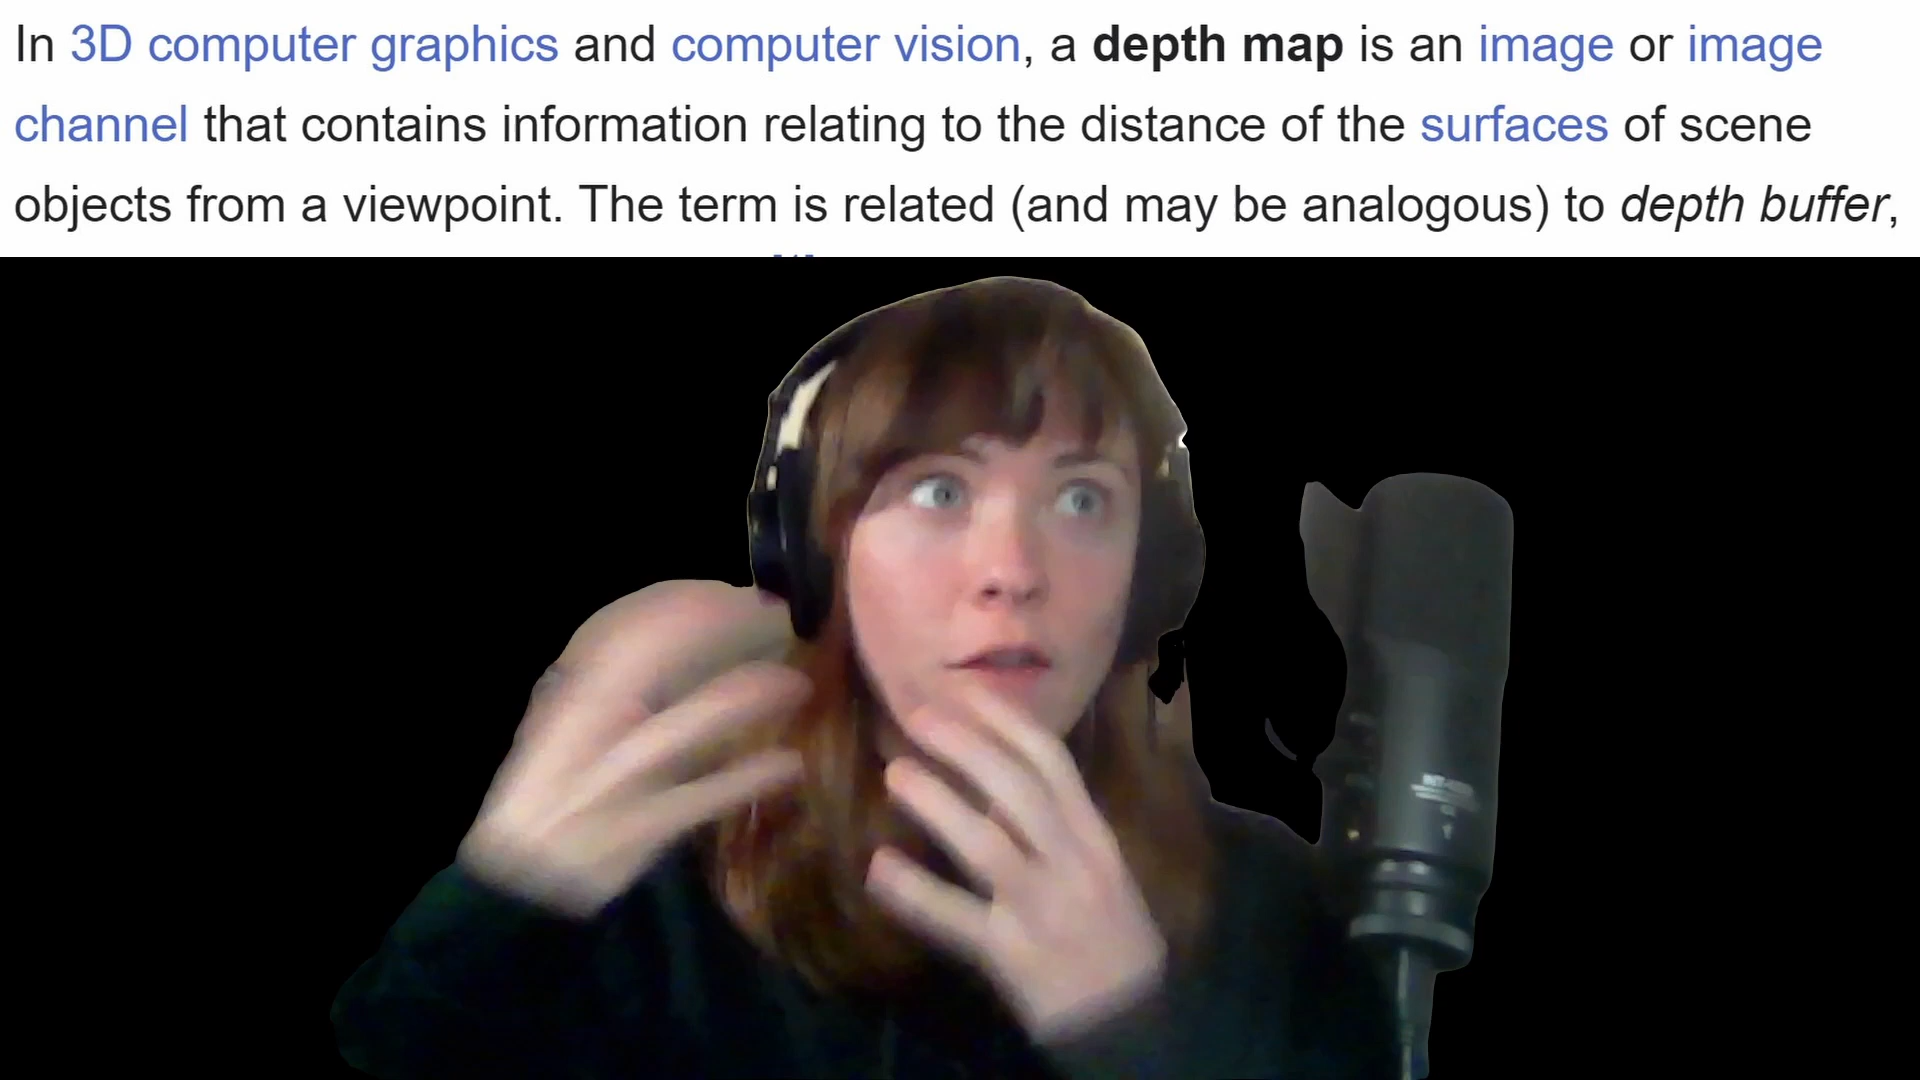 In 3D computer graphics and computer vision, a depth map is an image or image
channel that contains information relating to the distance of the surfaces of scene
objects from a viewpoint. The term is related (and may be analogous) to depth buffer,